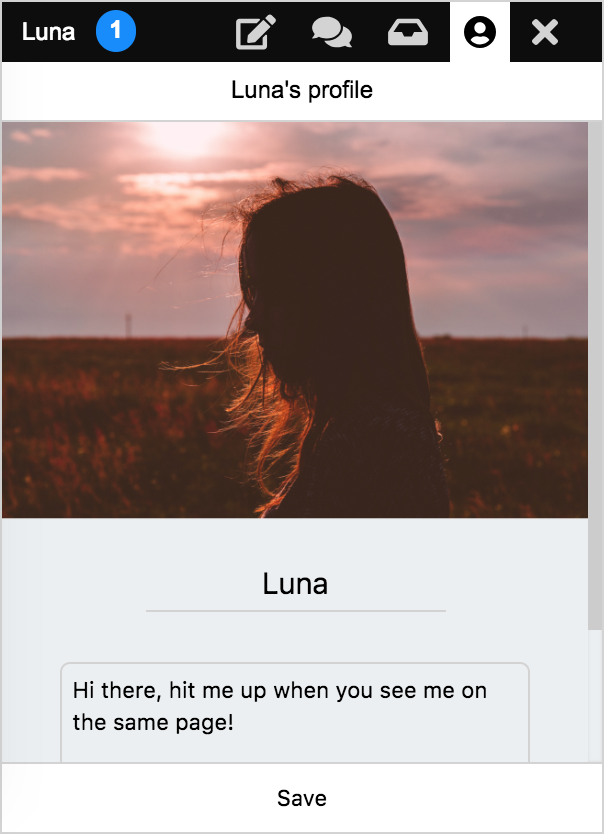 Luna 1
Luna's profile
Luna
Hi there, hit me up when you see me on
the same page!
Save